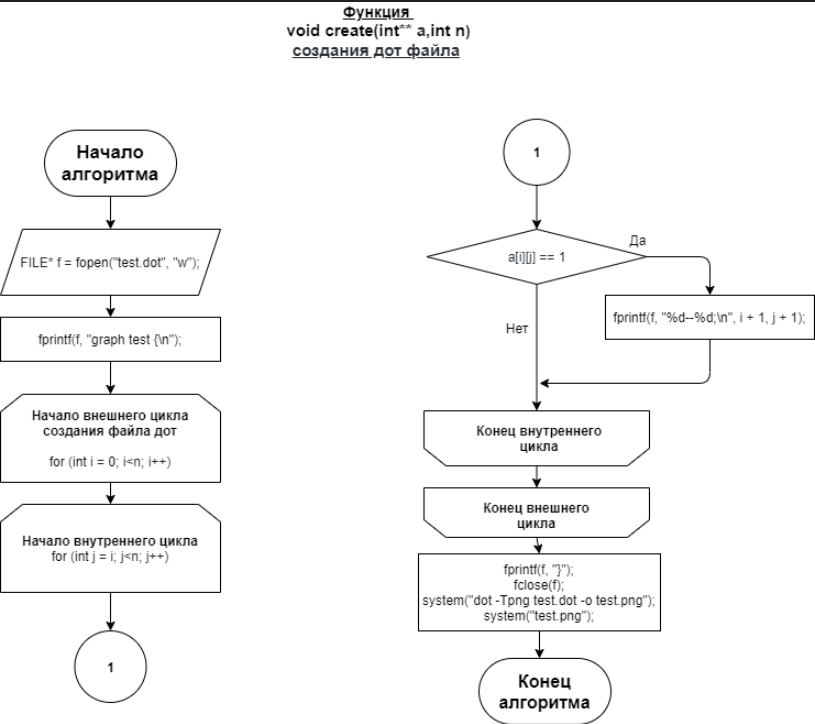 Функция
void create(int** a,int n)
создания дот файла
Начало
алгоритма
FILE* f = fopen("test.dot", "w");
fprintf(f, "graph test {\n");
Начало внешнего цикла
создания файла дот
for (int i = 0; i<n; i++)
Начало внутреннего цикла
for (int j = i; j<n; j++)
1
1
a[i][j] == 1
Да
fprintf(f, "%d--%d;\n", i + 1, j + 1);
Нет
Конец внутреннего
цикла
Конец внешнего
цикла
fprintf(f, "}");
fclose(f);
system("dot -Tpng test.dot -o test.png");
system("test.png");
Конец
алгоритма